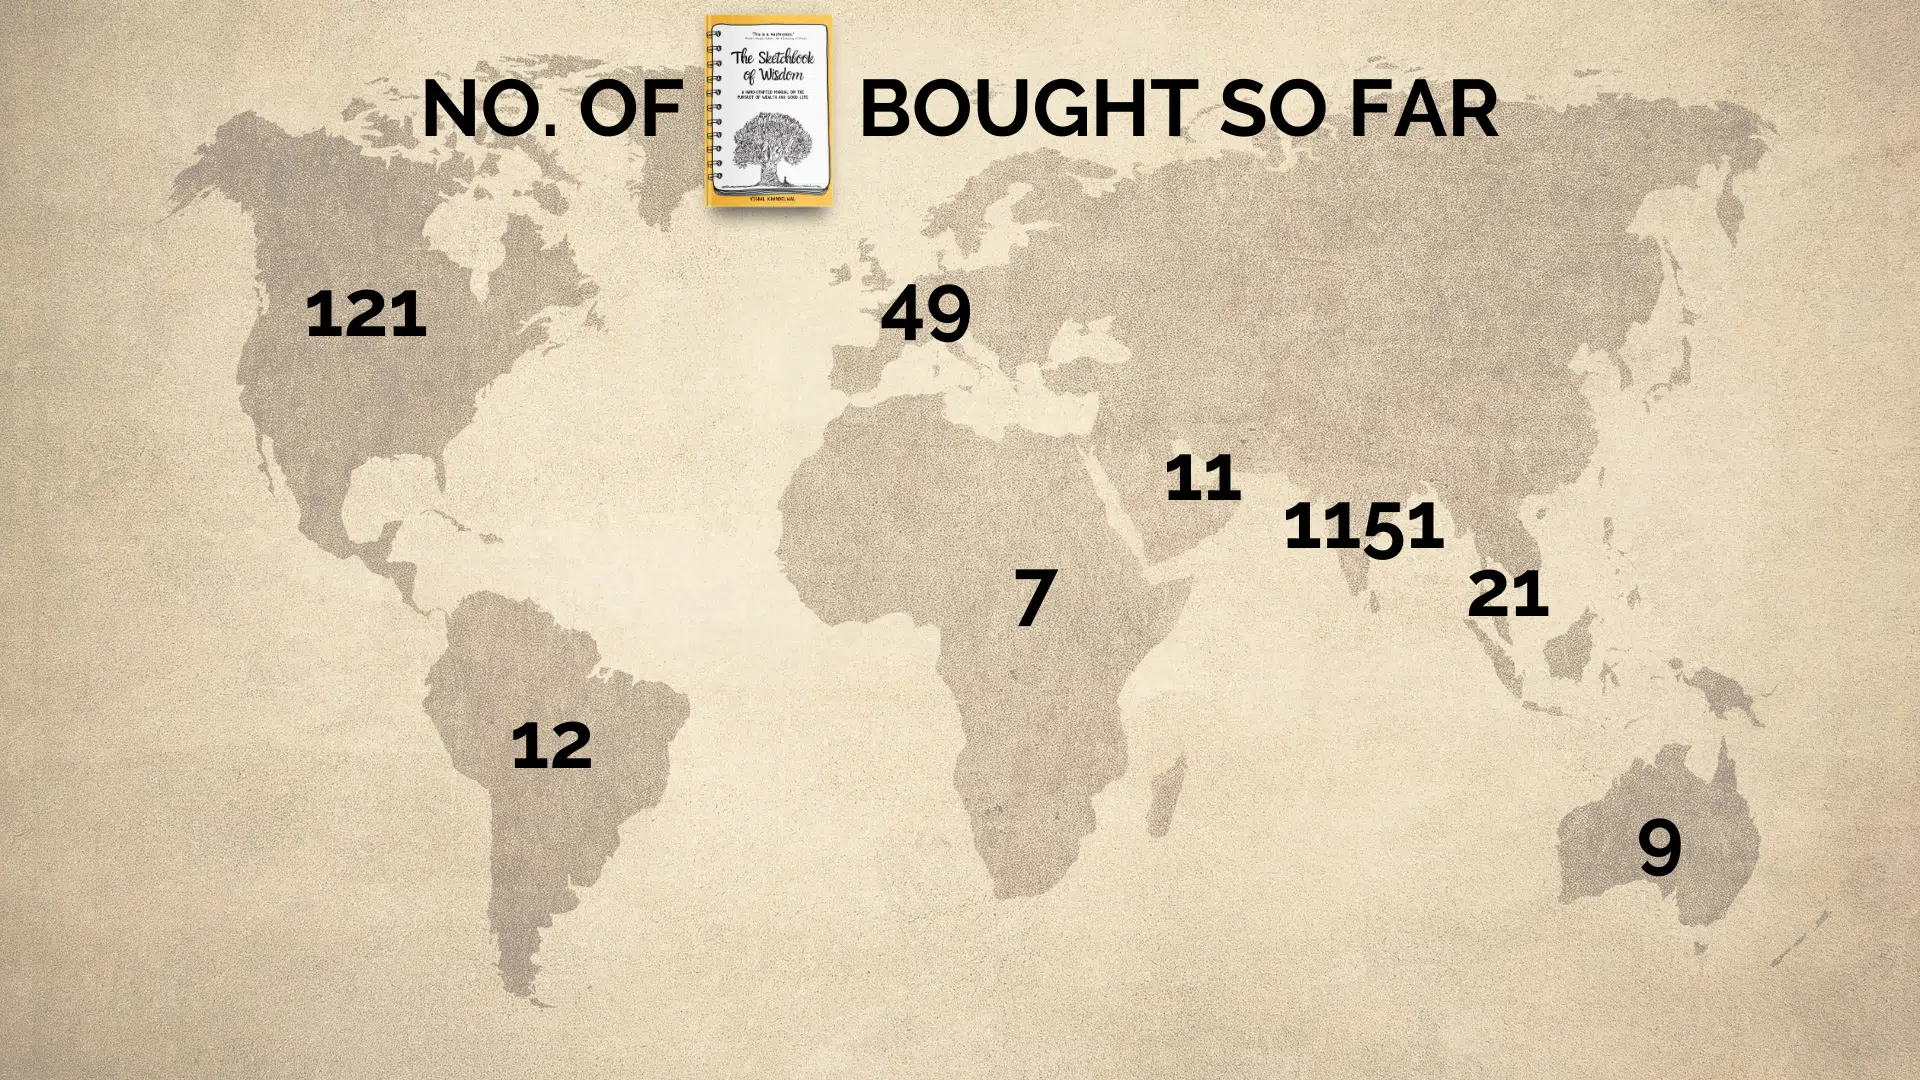 NO. OF BOUGHT SO FAR
"This is a masterpiece."
The Sketchbook
of Wisdom
A HAND-CRAFTED MANUAL ON THE
PURSUIT OF WEALTH AND GOOD LIFE
VISHAL KHANDELWAL
121
49
11
1151
7
21
12
9